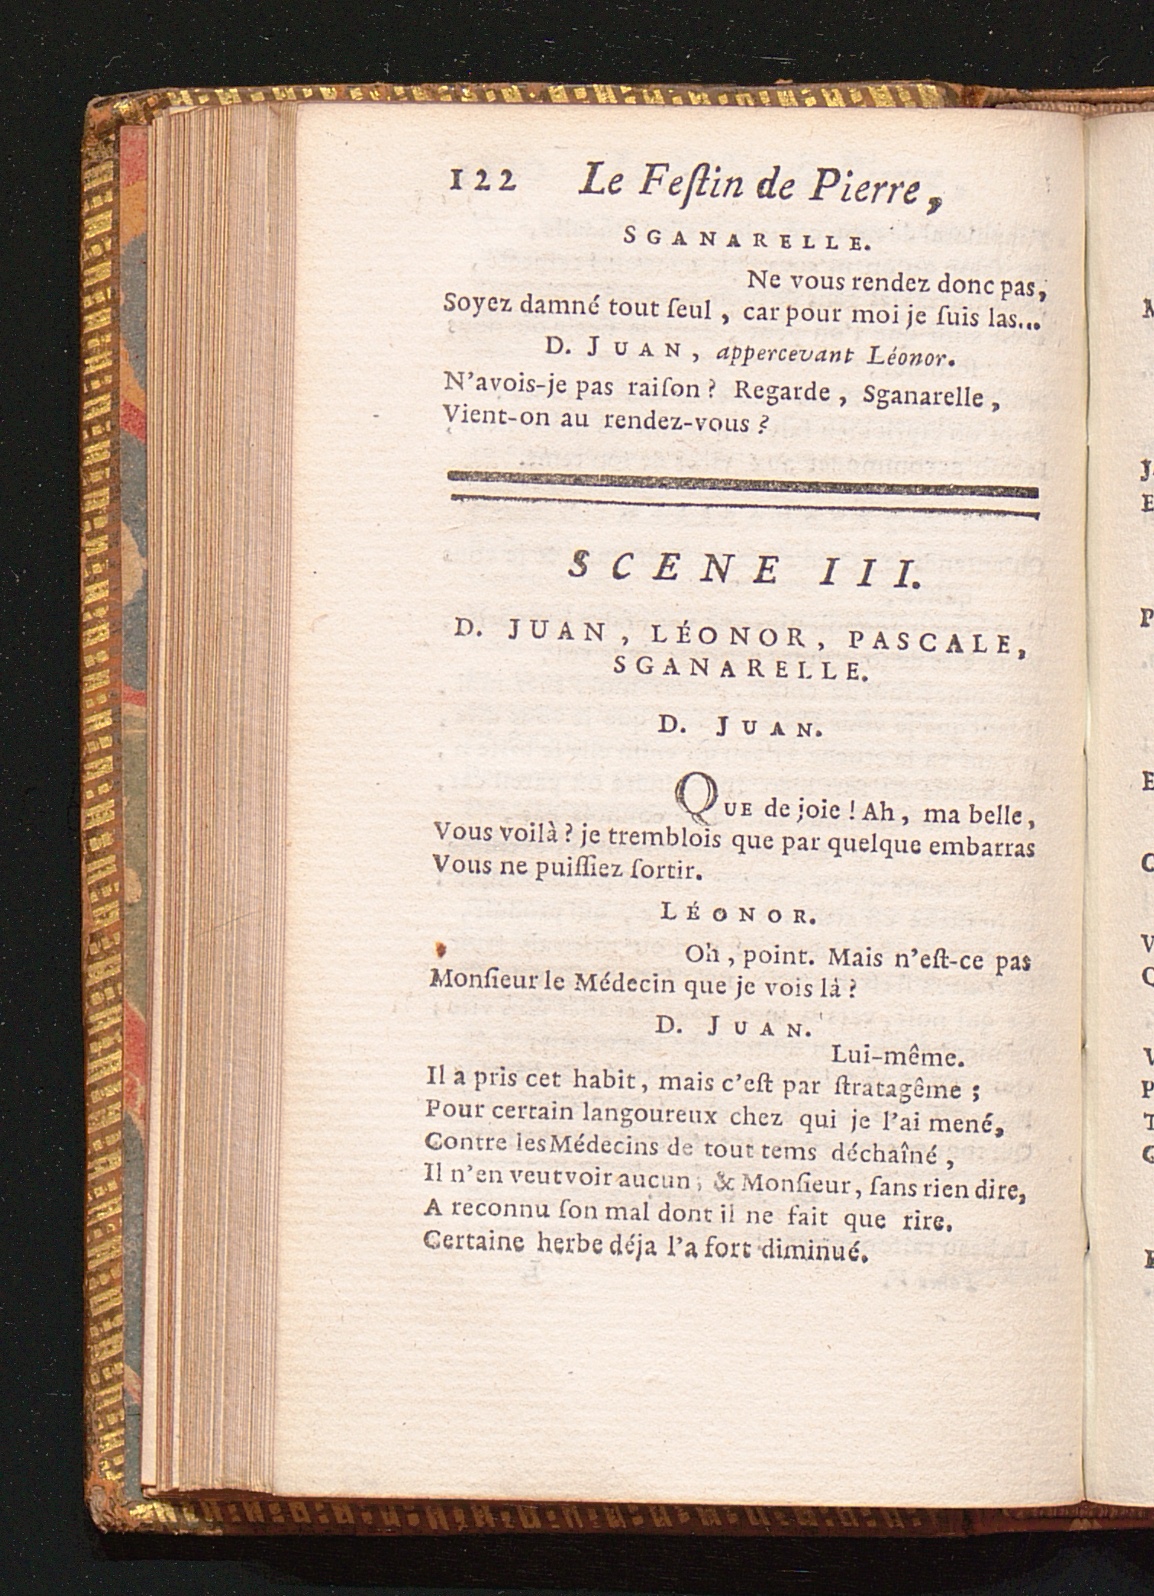 122 Le Feſtin de Pierre,
SGANARELLE.
Ne vous rendez donc pas,
Soyez damné tout ſeul, car pour moi je ſuis las...
D. JUAN, appercevant Léonor.
N'avois-je pas raiſon ? Regarde, Sganarelle,
Vient-on au rendez-vous ?
SCENE III.
D. JUAN, LÉONOR, PASCALE,
SGANARELLE.
D. JUAN.
QUE de joie ! Ah, ma belle,
Vous voilà ? je tremblois que par quelque embarras
Vous ne puiſſiez ſortir.
LÉONOR.
Oh, point. Mais n'eſt-ce pas
Monſieur le Médecin que je vois là ?
D. JUAN.
Lui-même.
Il a pris cet habit, mais c'eſt par ſtratagême ;
Pour certain langoureux chez qui je l'ai mené,
Contre les Médecins de tout tems déchaîné,
Il n'en veut voir aucun ; & Monſieur, ſans rien dire,
A reconnu ſon mal dont il ne fait que rire.
Certaine herbe déja l'a fort diminué.